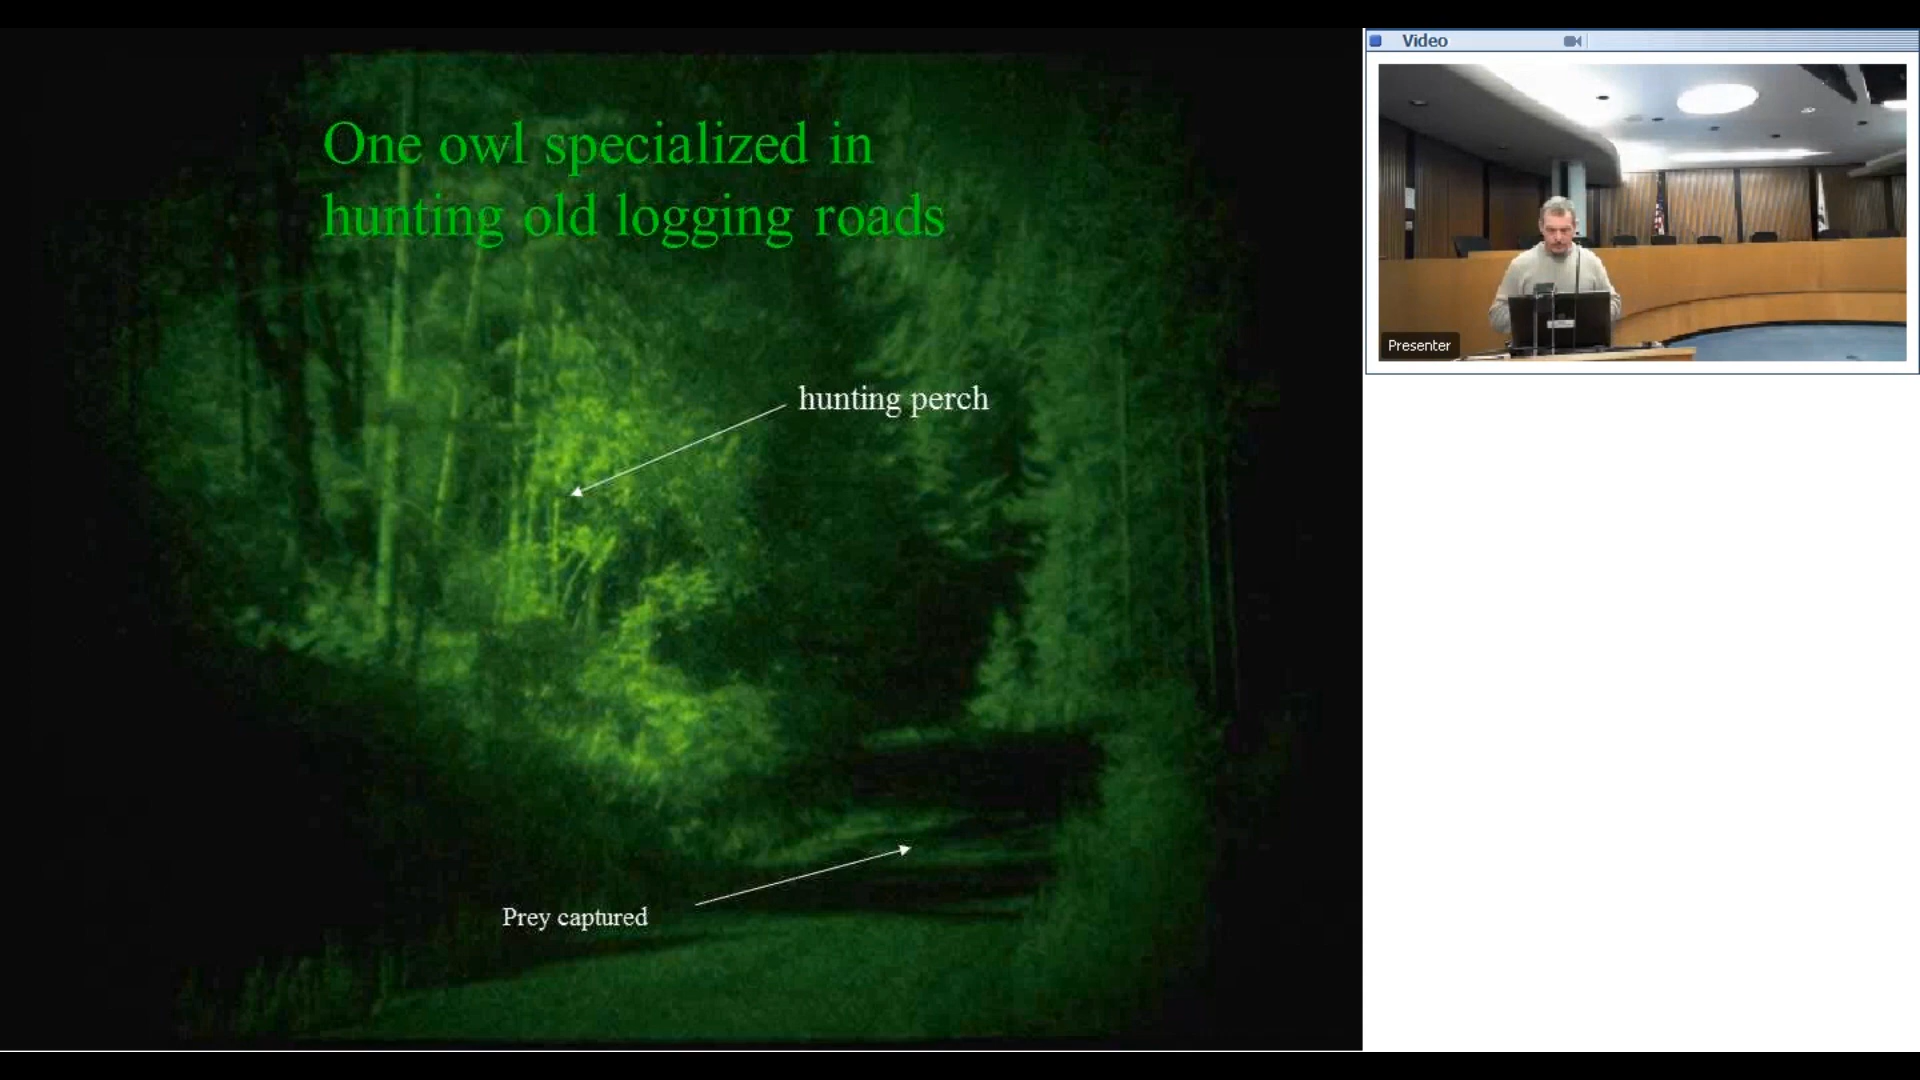 One owl specialized in
hunting old logging roads
hunting perch
Prey captured
Video
Presenter